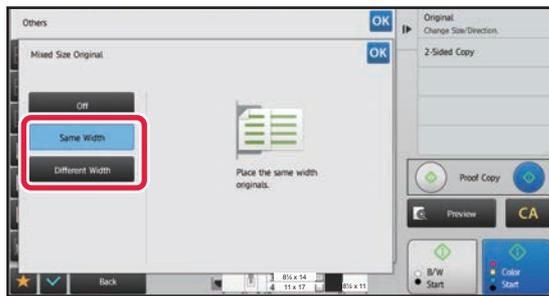 Others
OK
Original
Change Size/Direction.
Mixed Size Original
OK
2-Sided Copy
Off
Same Width
Different Width
Place the same width
originals.
Proof Copy
Preview
CA
Back
8½ x 14
4 11 x 17
8½ x 11
B/W
Start
Color
Start